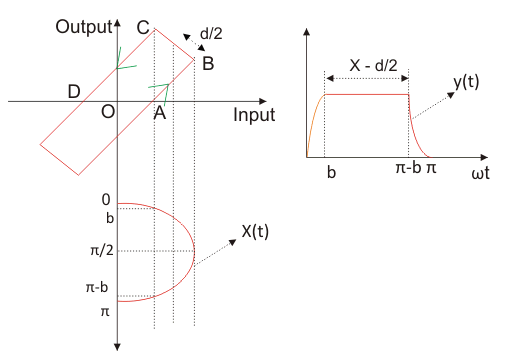 Output
C
d/2
B
D
O
A
Input
0
b
π/2
π-b
π
X(t)
X - d/2
y(t)
b
π-b π
ωt